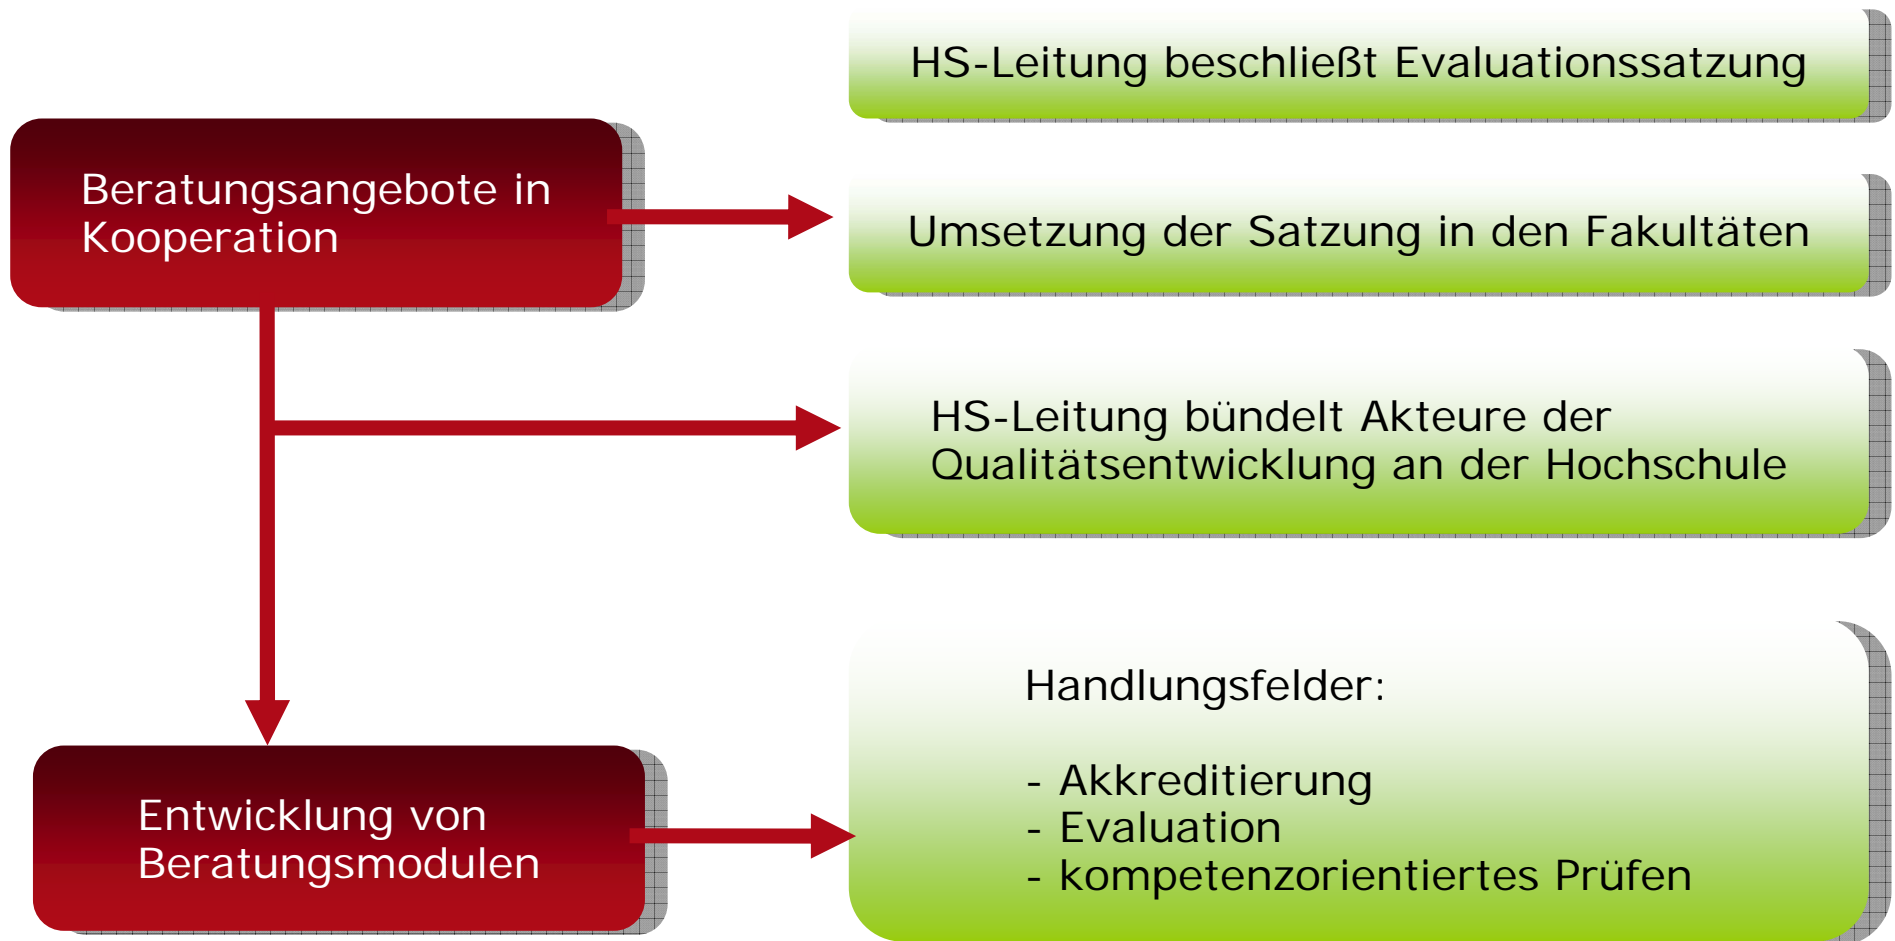 HS-Leitung beschließt Evaluationssatzung
Beratungsangebote in
Kooperation
Umsetzung der Satzung in den Fakultäten
HS-Leitung bündelt Akteure der
Qualitätsentwicklung an der Hochschule
Entwicklung von
Beratungsmodulen
Handlungsfelder:
- Akkreditierung
- Evaluation
- kompetenzorientiertes Prüfen